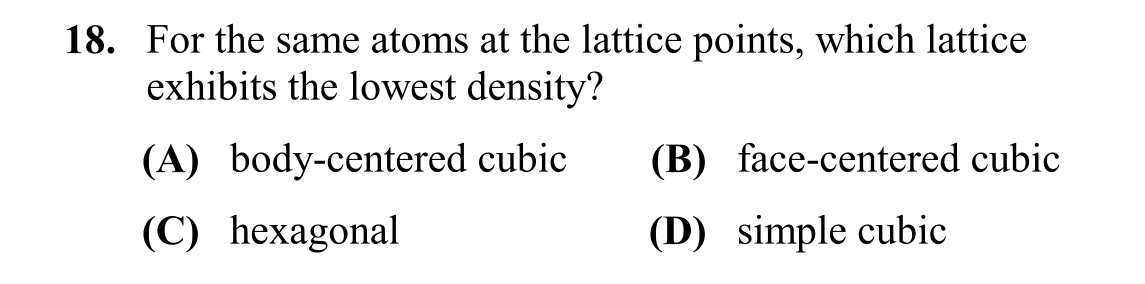 18. For the same atoms at the lattice points, which lattice
exhibits the lowest density?
(A) body-centered cubic (B) face-centered cubic
(C) hexagonal (D) simple cubic